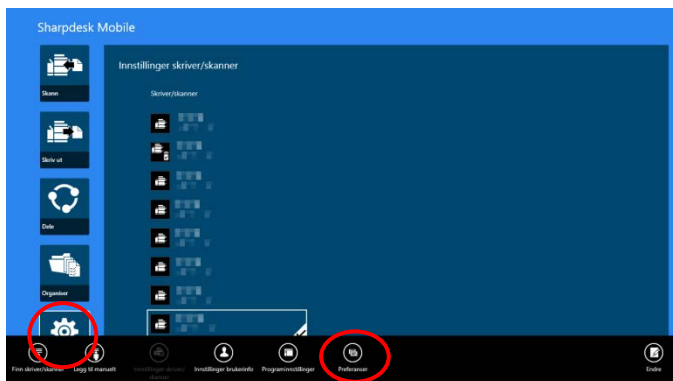 Sharpdesk Mobile
Innstillinger skriver/skanner
Skann
Skriver/skanner
Skriv ut
Dele
Organiser
Finn skriver/skanner
Legg til manuelt
Innstillinger skriver/
skanner
Innstillinger brukerinfo
Programinnstillinger
Preferanser
Endre